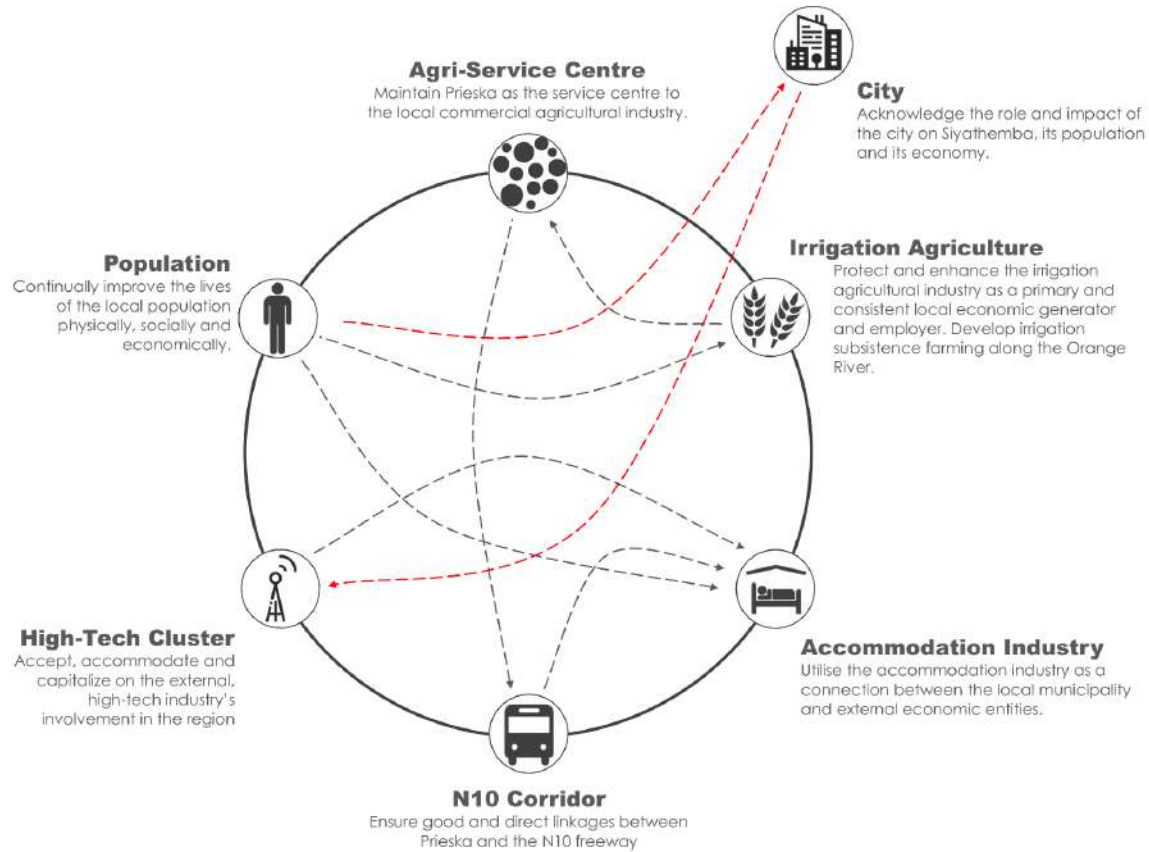 Agri-Service Centre
Maintain Prieska as the service centre to
the local commercial agricultural industry.
City
Acknowledge the role and impact of
the city on Siyathemba, its population
and its economy.
Population
Continually improve the lives
of the local population
physically, socially and
economically.
Irrigation Agriculture
Protect and enhance the irrigation
agricultural industry as a primary and
consistent local economic generator
and employer. Develop irrigation
subsistence farming along the Orange
River.
High-Tech Cluster
Accept, accommodate and
capitalize on the external,
high-tech industry's
involvement in the region
Accommodation Industry
Utilise the accommodation industry as a
connection between the local municipality
and external economic entities.
N10 Corridor
Ensure good and direct linkages between
Prieska and the N10 freeway